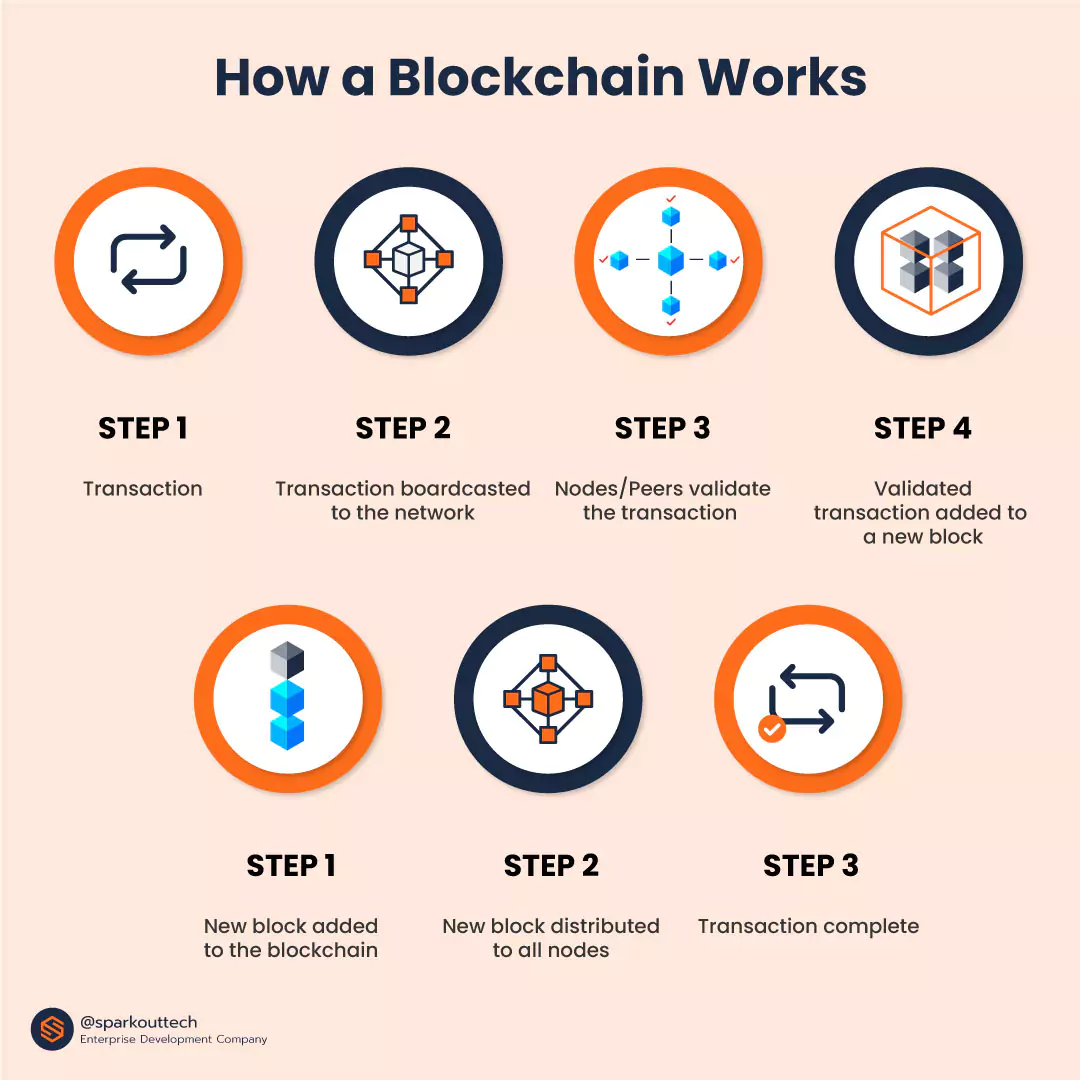 How a Blockchain Works
STEP 1
Transaction
STEP 2
Transaction boardcasted
to the network
STEP 3
Nodes/Peers validate
the transaction
STEP 4
Validated
transaction added to
a new block
STEP 1
New block added
to the blockchain
STEP 2
New block distributed
to all nodes
STEP 3
Transaction complete
@sparkouttech
Enterprise Development Company